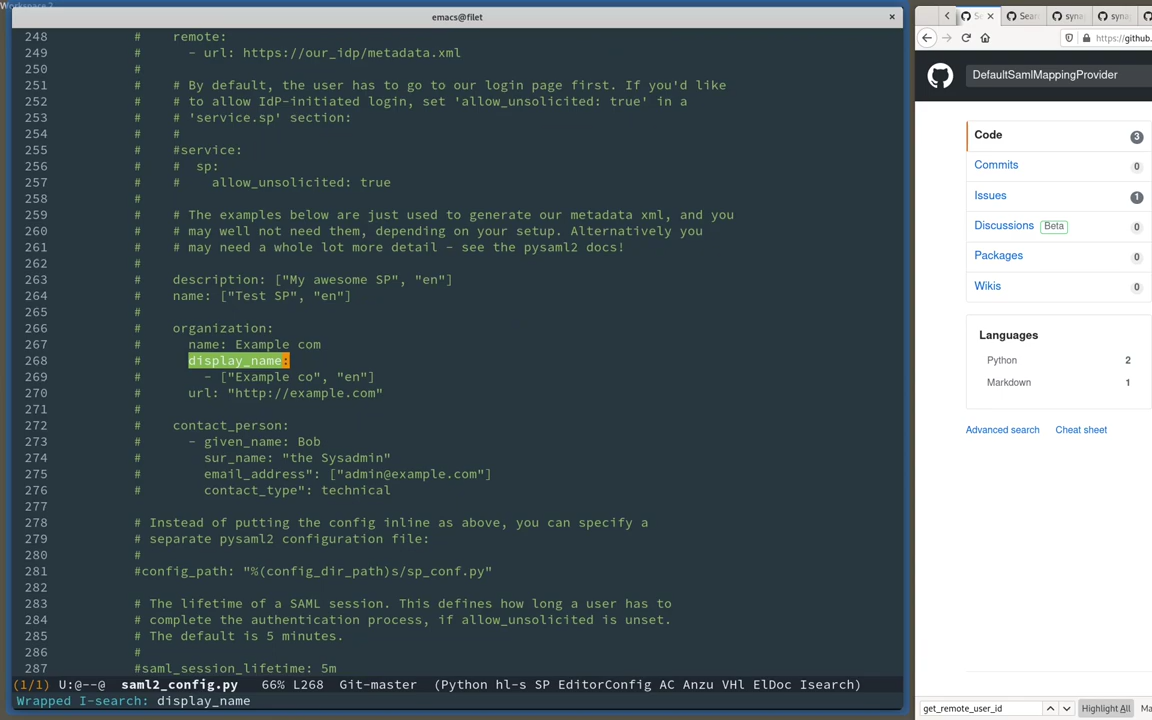 Workspace 2
emacs@filet
×
248 # remote:
249 # - url: https://our_idp/metadata.xml
250 #
251 # # By default, the user has to go to our login page first. If you'd like
252 # # to allow IdP-initiated login, set 'allow_unsolicited: true' in a
253 # # 'service.sp' section:
254 # #
255 # #service:
256 # # sp:
257 # # allow_unsolicited: true
258 #
259 # # The examples below are just used to generate our metadata xml, and you
260 # # may well not need them, depending on your setup. Alternatively you
261 # # may need a whole lot more detail - see the pysaml2 docs!
262 #
263 # description: ["My awesome SP", "en"]
264 # name: ["Test SP", "en"]
265 #
266 # organization:
267 # name: Example com
268 # display_name:
269 # - ["Example co", "en"]
270 # url: "http://example.com"
271 #
272 # contact_person:
273 # - given_name: Bob
274 # sur_name: "the Sysadmin"
275 # email_address": ["admin@example.com"]
276 # contact_type": technical
277
278 # Instead of putting the config inline as above, you can specify a
279 # separate pysaml2 configuration file:
280 #
281 #config_path: "%(config_dir_path)s/sp_conf.py"
282
283 # The lifetime of a SAML session. This defines how long a user has to
284 # complete the authentication process, if allow_unsolicited is unset.
285 # The default is 5 minutes.
286 #
287 #saml_session_lifetime: 5m
(1/1) U:@--@ saml2_config.py 66% L268 Git-master (Python hl-s SP EditorConfig AC Anzu VHl ElDoc Isearch)
Wrapped I-search: display_name
Se × Sear syna syna
https://github.
DefaultSamlMappingProvider
Code 3
Commits 0
Issues 1
Discussions Beta 0
Packages 0
Wikis 0
Languages
Python 2
Markdown 1
Advanced search Cheat sheet
get_remote_user_id Highlight All Ma